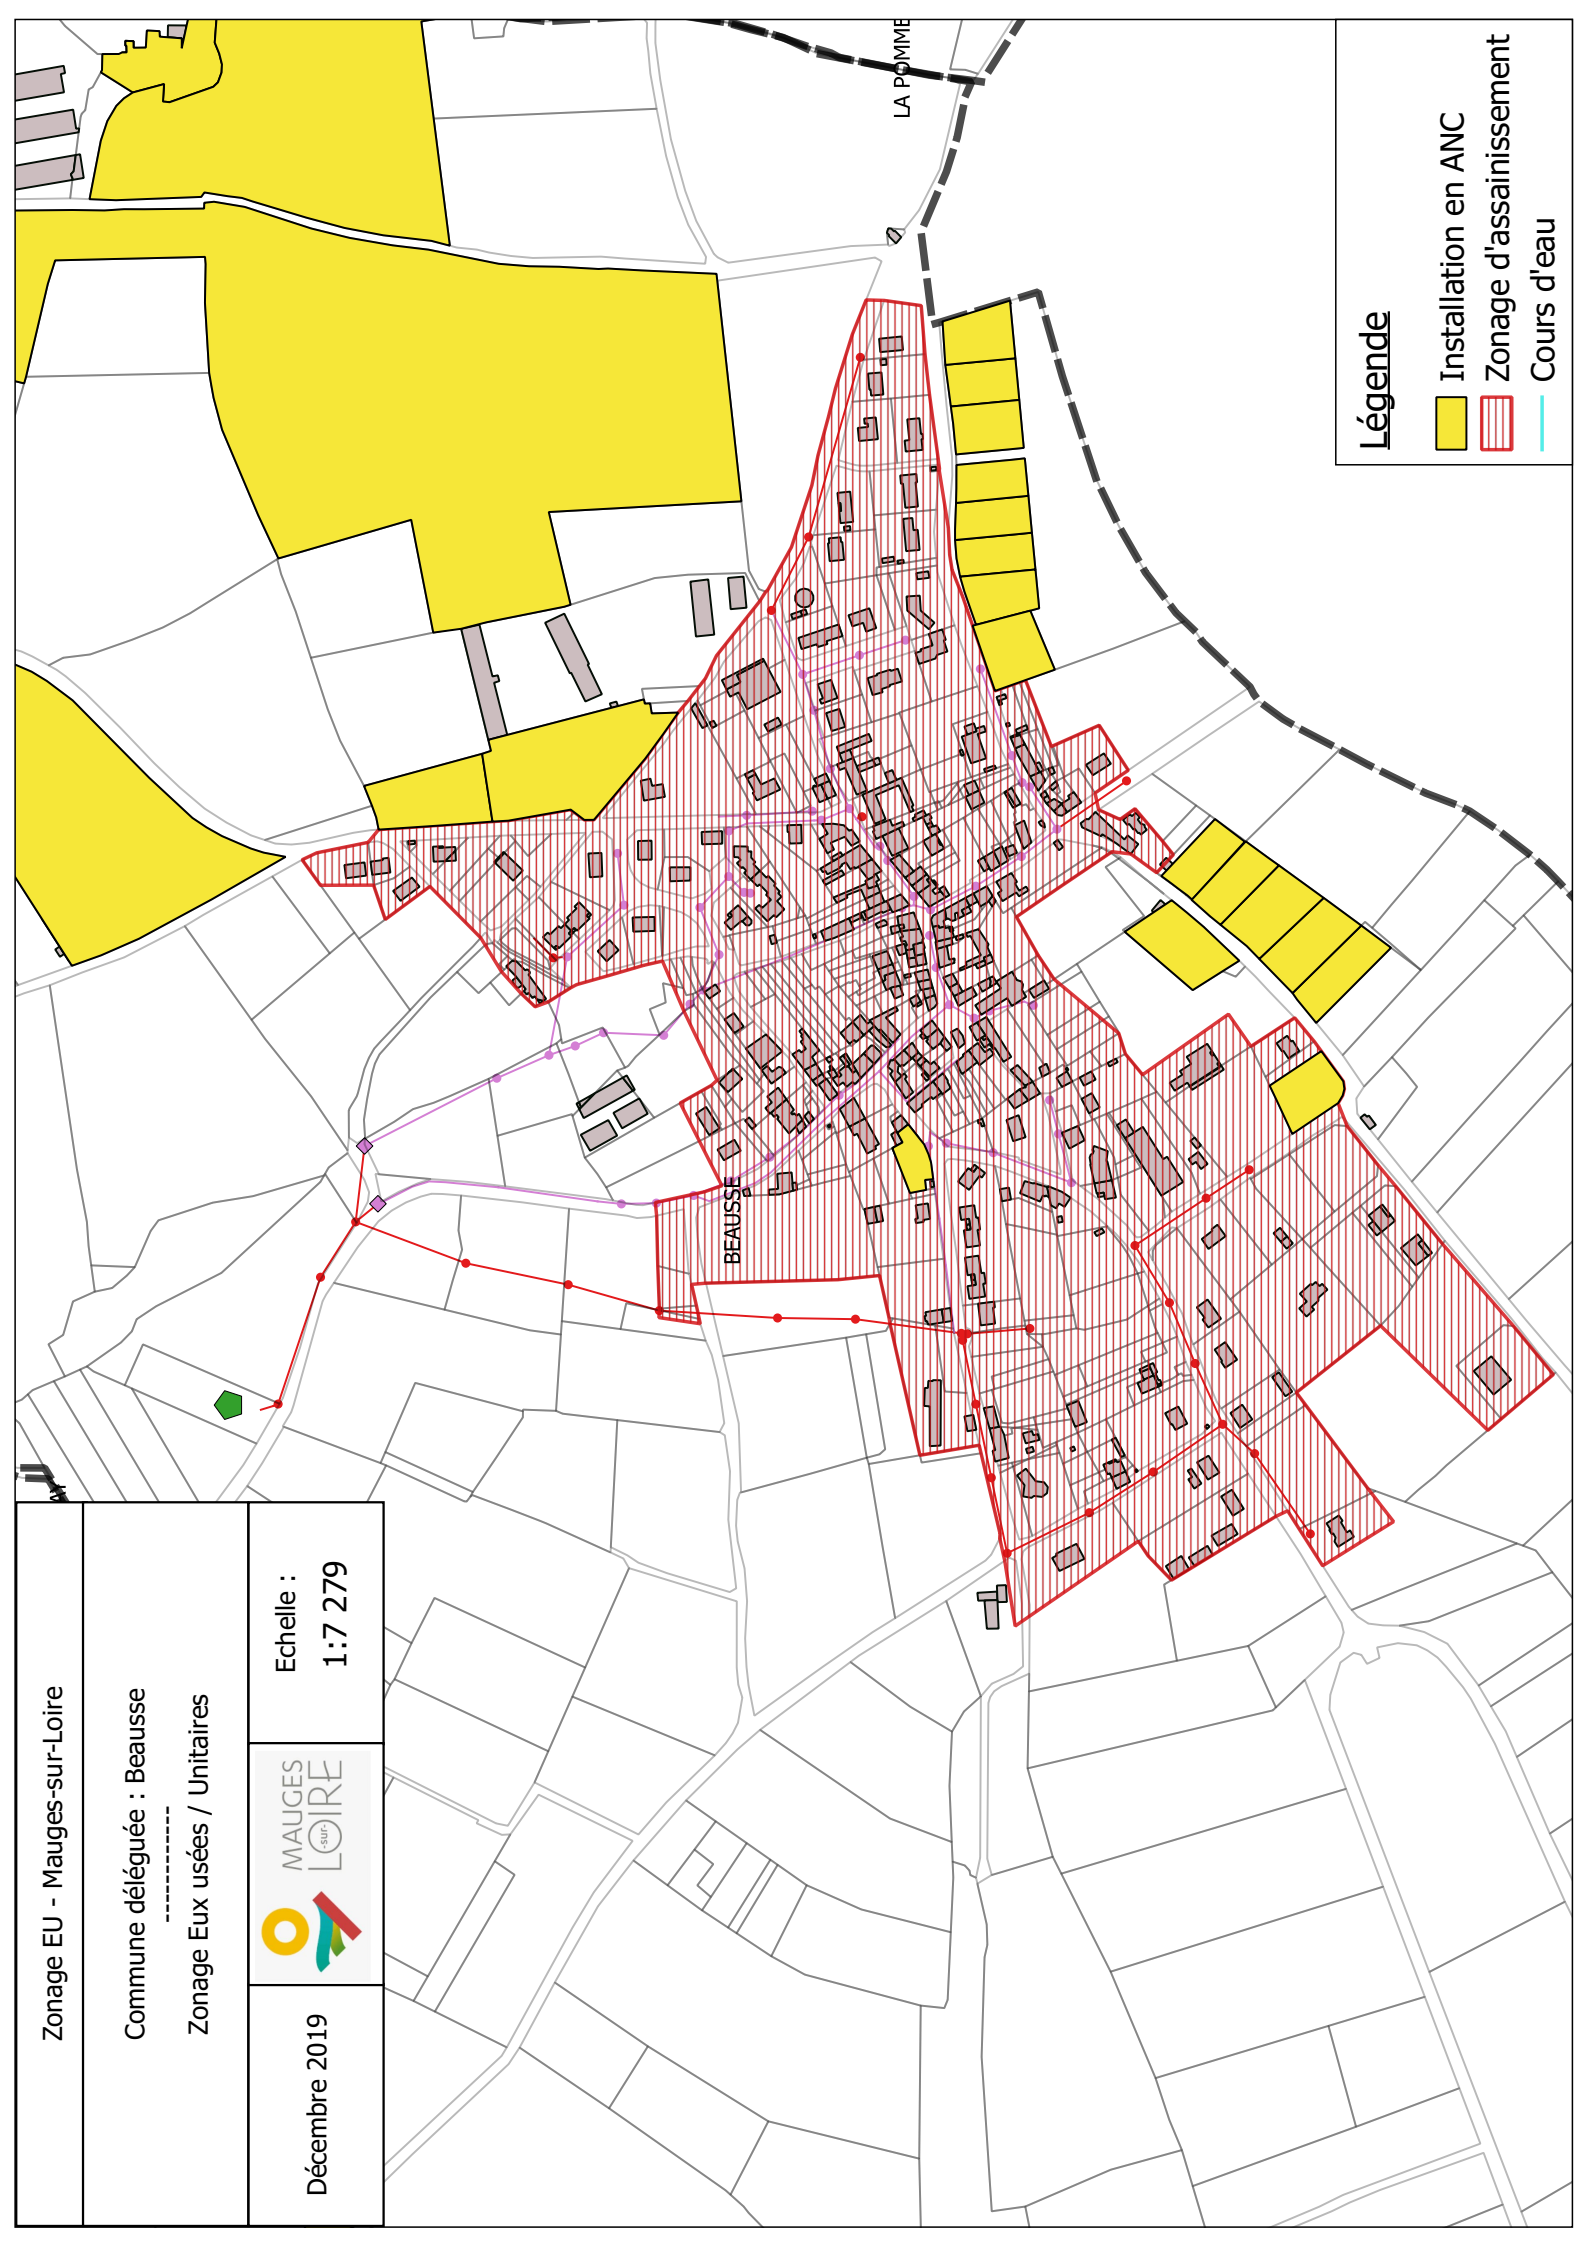 Zonage EU - Mauges-sur-Loire
Commune déléguée : Beausse
------------
Zonage Eux usées / Unitaires
Décembre 2019
MAUGES
-sur-
LOIRE
Echelle :
1:7 279
BEAUSSE
LA POMME
Légende
Installation en ANC
Zonage d'assainissement
Cours d'eau